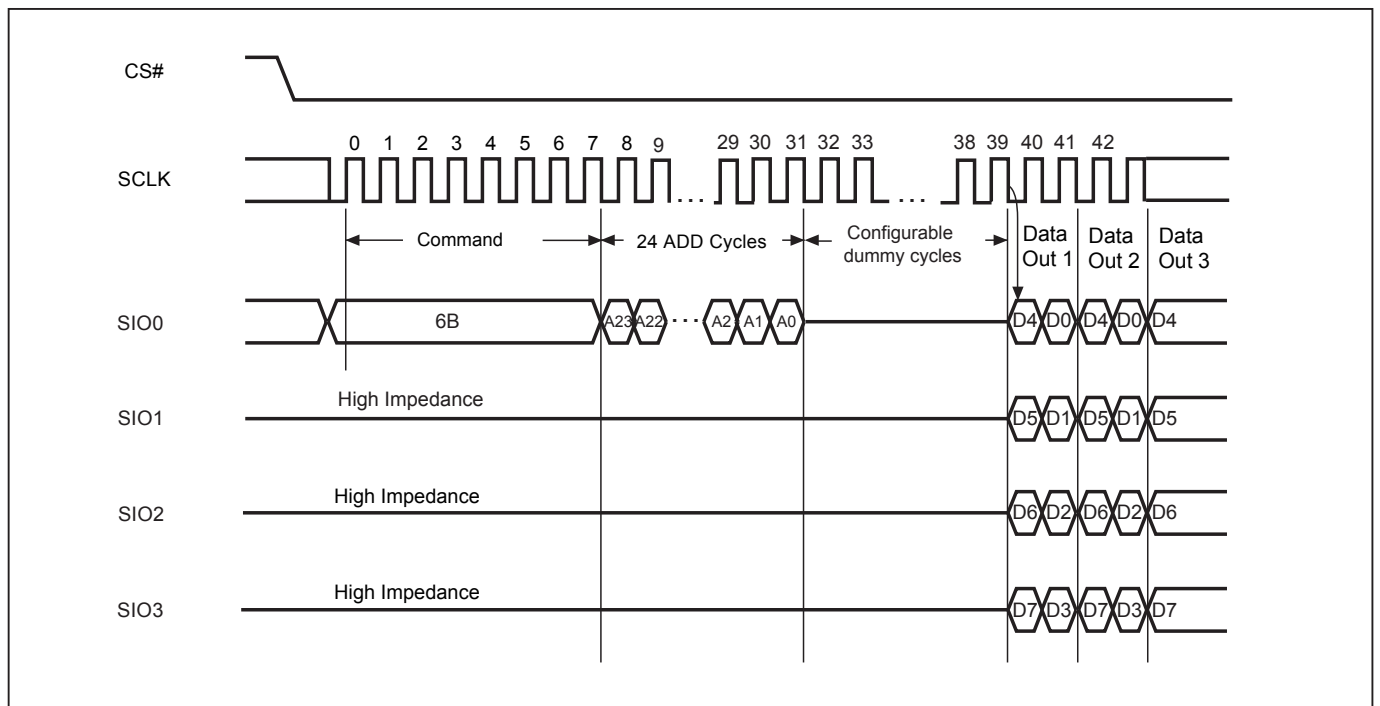 CS#
0 1 2 3 4 5 6 7 8 9 29 30 31 32 33 38 39 40 41 42
SCLK
. . . . . .
Command 24 ADD Cycles Configurable dummy cycles Data Out 1 Data Out 2 Data Out 3
SIO0 6B A23 A22 . . . A2 A1 A0 D4 D0 D4 D0 D4
High Impedance
SIO1 D5 D1 D5 D1 D5
High Impedance
SIO2 D6 D2 D6 D2 D6
High Impedance
SIO3 D7 D3 D7 D3 D7